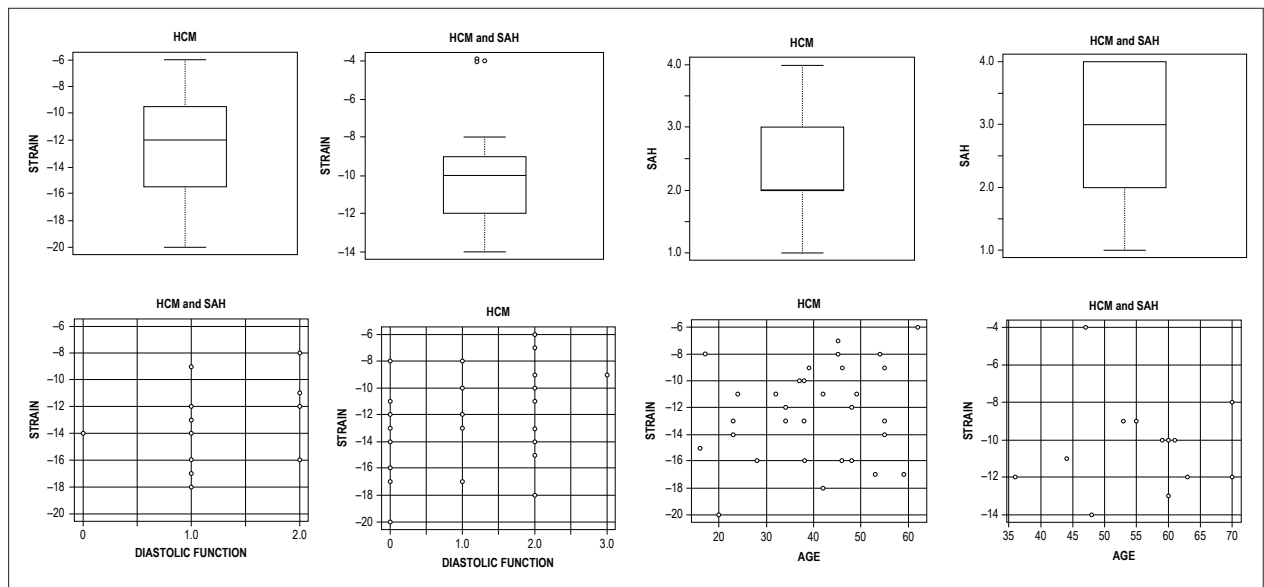 HCM
−6
−8
−10
−12
−14
−16
−18
−20
STRAIN
HCM and SAH
−4
−6
−8
−10
−12
−14
STRAIN
HCM
4.0
3.0
2.0
1.0
SAH
HCM and SAH
4.0
3.0
2.0
1.0
SAH
HCM and SAH
−6
−8
−10
−12
−14
−16
−18
−20
STRAIN
0 1.0 2.0
DIASTOLIC FUNCTION
HCM
−6
−8
−10
−12
−14
−16
−18
−20
STRAIN
0 1.0 2.0 3.0
DIASTOLIC FUNCTION
HCM
−6
−8
−10
−12
−14
−16
−18
−20
STRAIN
20 30 40 50 60
AGE
HCM and SAH
−4
−6
−8
−10
−12
−14
STRAIN
35 40 45 50 55 60 65 70
AGE